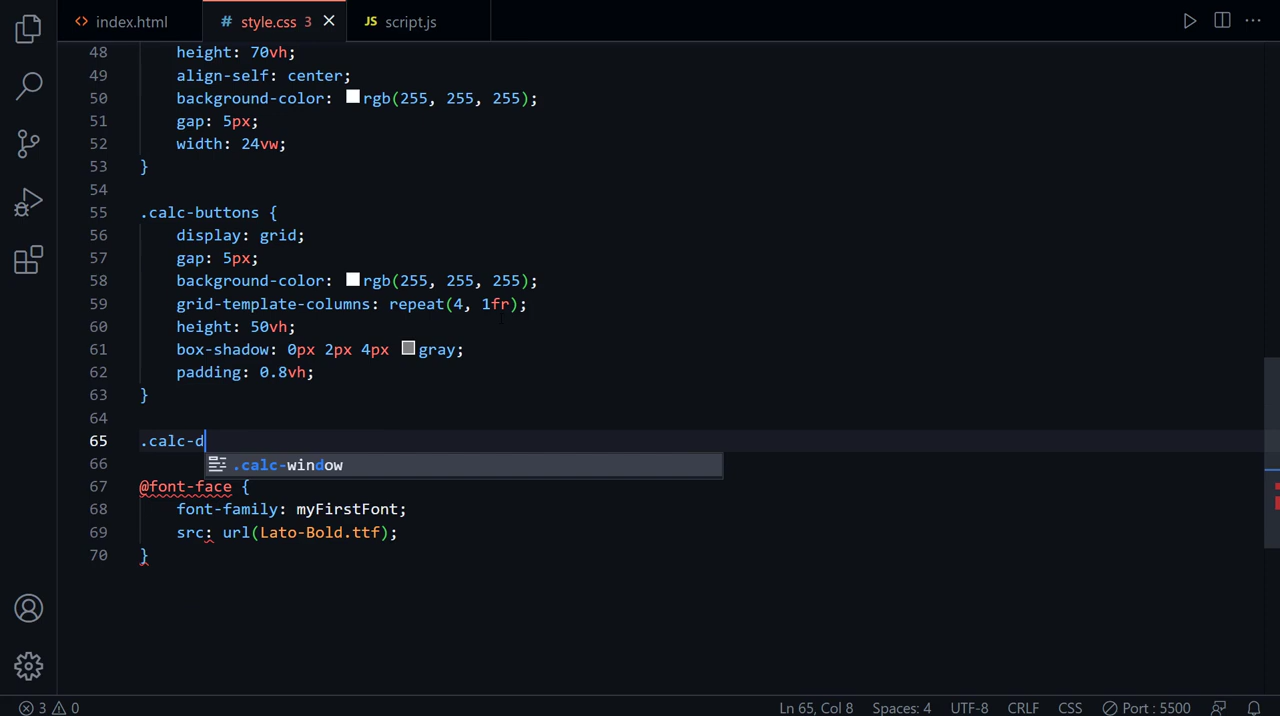 index.html style.css 3 JS script.js
48 height: 70vh;
49 align-self: center;
50 background-color: rgb(255, 255, 255);
51 gap: 5px;
52 width: 24vw;
53 }
54
55 .calc-buttons {
56 display: grid;
57 gap: 5px;
58 background-color: rgb(255, 255, 255);
59 grid-template-columns: repeat(4, 1fr);
60 height: 50vh;
61 box-shadow: 0px 2px 4px gray;
62 padding: 0.8vh;
63 }
64
65 .calc-d
.calc-window
66
67 @font-face {
68 font-family: myFirstFont;
69 src: url(Lato-Bold.ttf);
70 }
3 0 Ln 65, Col 8 Spaces: 4 UTF-8 CRLF CSS Port : 5500